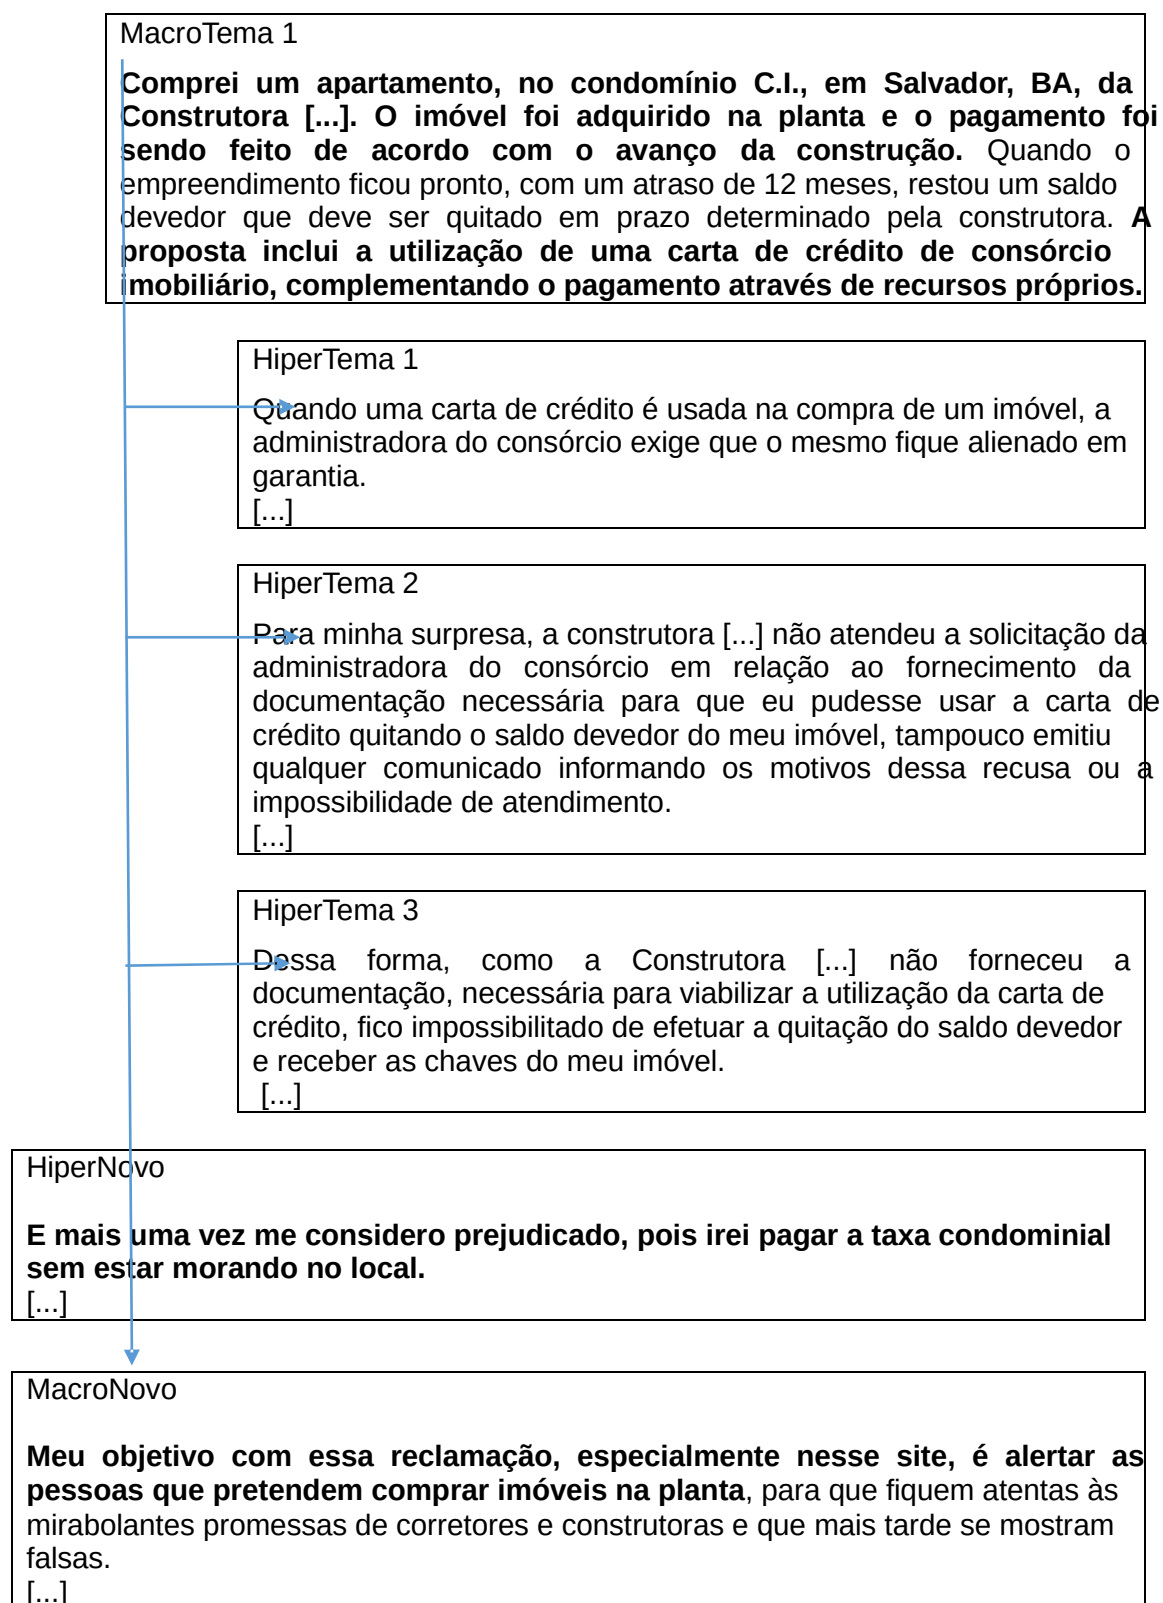 MacroTema 1
Comprei um apartamento, no condomínio C.I., em Salvador, BA, da
Construtora [...]. O imóvel foi adquirido na planta e o pagamento foi
sendo feito de acordo com o avanço da construção. Quando o
empreendimento ficou pronto, com um atraso de 12 meses, restou um saldo
devedor que deve ser quitado em prazo determinado pela construtora. A
proposta inclui a utilização de uma carta de crédito de consórcio
imobiliário, complementando o pagamento através de recursos próprios.
HiperTema 1
Quando uma carta de crédito é usada na compra de um imóvel, a
administradora do consórcio exige que o mesmo fique alienado em
garantia.
[...]
HiperTema 2
Para minha surpresa, a construtora [...] não atendeu a solicitação da
administradora do consórcio em relação ao fornecimento da
documentação necessária para que eu pudesse usar a carta de
crédito quitando o saldo devedor do meu imóvel, tampouco emitiu
qualquer comunicado informando os motivos dessa recusa ou a
impossibilidade de atendimento.
[...]
HiperTema 3
Dessa forma, como a Construtora [...] não forneceu a
documentação, necessária para viabilizar a utilização da carta de
crédito, fico impossibilitado de efetuar a quitação do saldo devedor
e receber as chaves do meu imóvel.
[...]
HiperNovo
E mais uma vez me considero prejudicado, pois irei pagar a taxa condominial
sem estar morando no local.
[...]
MacroNovo
Meu objetivo com essa reclamação, especialmente nesse site, é alertar as
pessoas que pretendem comprar imóveis na planta, para que fiquem atentas às
mirabolantes promessas de corretores e construtoras e que mais tarde se mostram
falsas.
[...]